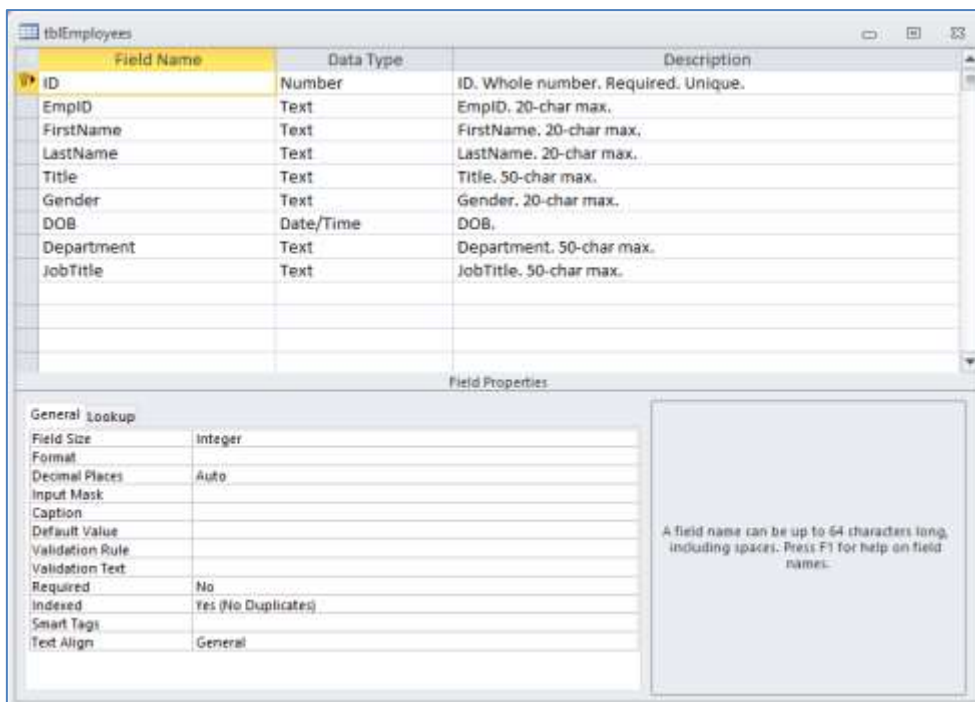 tblEmployees
Field Name Data Type Description
ID Number ID. Whole number. Required. Unique.
EmpID Text EmpID. 20-char max.
FirstName Text FirstName. 20-char max.
LastName Text LastName. 20-char max.
Title Text Title. 50-char max.
Gender Text Gender. 20-char max.
DOB Date/Time DOB.
Department Text Department. 50-char max.
JobTitle Text JobTitle. 50-char max.
Field Properties
General Lookup
Field Size Integer
Format
Decimal Places Auto
Input Mask
Caption
Default Value
Validation Rule
Validation Text
Required No
Indexed Yes (No Duplicates)
Smart Tags
Text Align General
A field name can be up to 64 characters long,
including spaces. Press F1 for help on field
names.